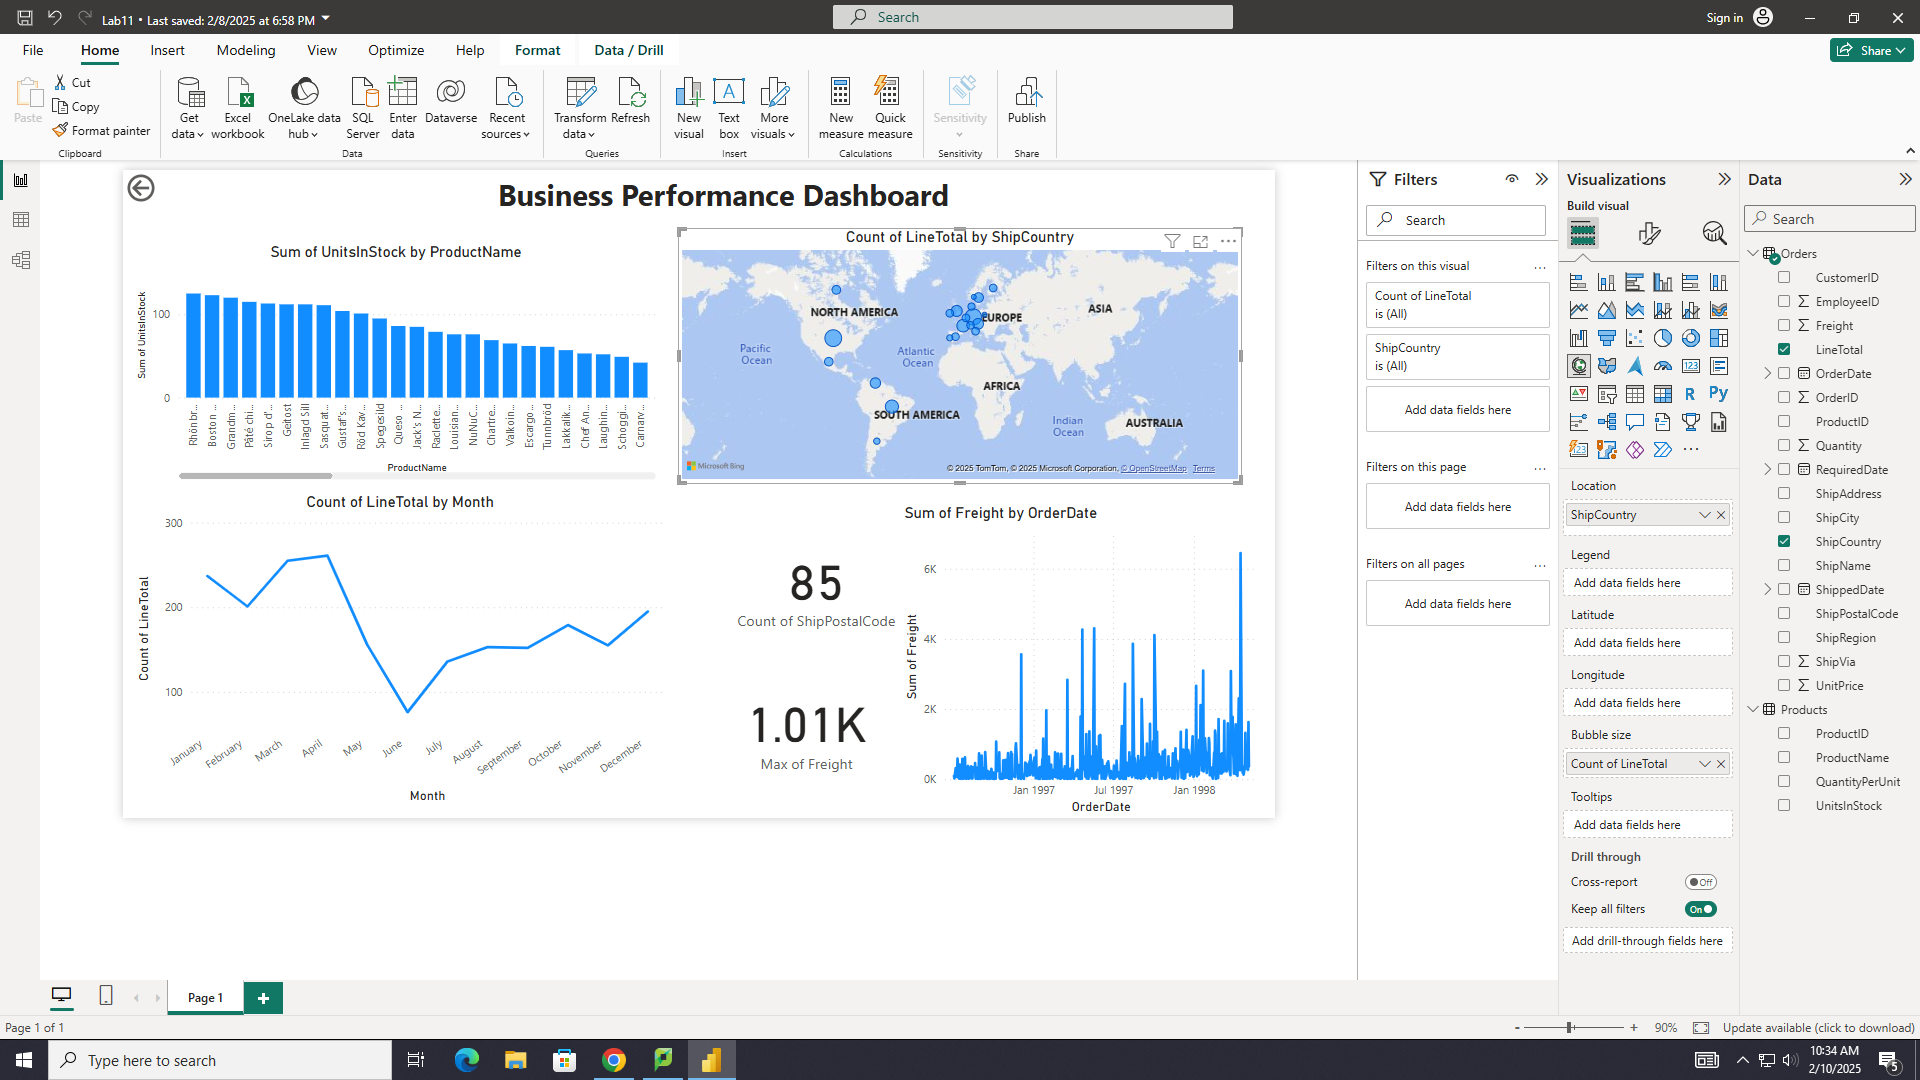 Lab11 • Last saved: 2/8/2025 at 6:58 PM
Search
Sign in
File
Home
Insert
Modeling
View
Optimize
Help
Format
Data / Drill
Share
Paste
Cut
Copy
Format painter
Clipboard
Get data
Excel workbook
OneLake data hub
SQL Server
Enter data
Dataverse
Recent sources
Data
Transform data
Refresh
Queries
New visual
Text box
More visuals
Insert
New measure
Quick measure
Calculations
Sensitivity
Sensitivity
Publish
Share
Business Performance Dashboard
Sum of UnitsInStock by ProductName
Sum of UnitsInStock
100
0
Rhönbr...
Boston ...
Grandm...
Pâté chi...
Sirop d'...
Geitost
Inlagd Sill
Sasquat...
Gustaf's...
Röd Kav...
Spegesild
Queso ...
Jack's N...
Raclette...
Louisian...
NuNuC...
Chartre...
Valkoin...
Escargo...
Tunnbröd
Lakkalik...
Chef An...
Laughin...
Schoggi...
Carnarv...
ProductName
Count of LineTotal by ShipCountry
NORTH AMERICA
EUROPE
ASIA
Pacific
Ocean
Atlantic
Ocean
AFRICA
SOUTH AMERICA
Indian
Ocean
AUSTRALIA
Microsoft Bing
© 2025 TomTom, © 2025 Microsoft Corporation, © OpenStreetMap Terms
Count of LineTotal by Month
Count of LineTotal
300
200
100
January
February
March
April
May
June
July
August
September
October
November
December
Month
85
Count of ShipPostalCode
1.01K
Max of Freight
Sum of Freight by OrderDate
Sum of Freight
6K
4K
2K
0K
Jan 1997
Jul 1997
Jan 1998
OrderDate
Filters
Search
Filters on this visual
Count of LineTotal
is (All)
ShipCountry
is (All)
Add data fields here
Filters on this page
Add data fields here
Filters on all pages
Add data fields here
Visualizations
Build visual
123
R
Py
Location
ShipCountry
Legend
Add data fields here
Latitude
Add data fields here
Longitude
Add data fields here
Bubble size
Count of LineTotal
Tooltips
Add data fields here
Drill through
Cross-report
Off
Keep all filters
On
Add drill-through fields here
Data
Search
Orders
CustomerID
EmployeeID
Freight
LineTotal
OrderDate
OrderID
ProductID
Quantity
RequiredDate
ShipAddress
ShipCity
ShipCountry
ShipName
ShippedDate
ShipPostalCode
ShipRegion
ShipVia
UnitPrice
Products
ProductID
ProductName
QuantityPerUnit
UnitsInStock
Page 1
Page 1 of 1
90%
Update available (click to download)
Type here to search
10:34 AM
2/10/2025
5